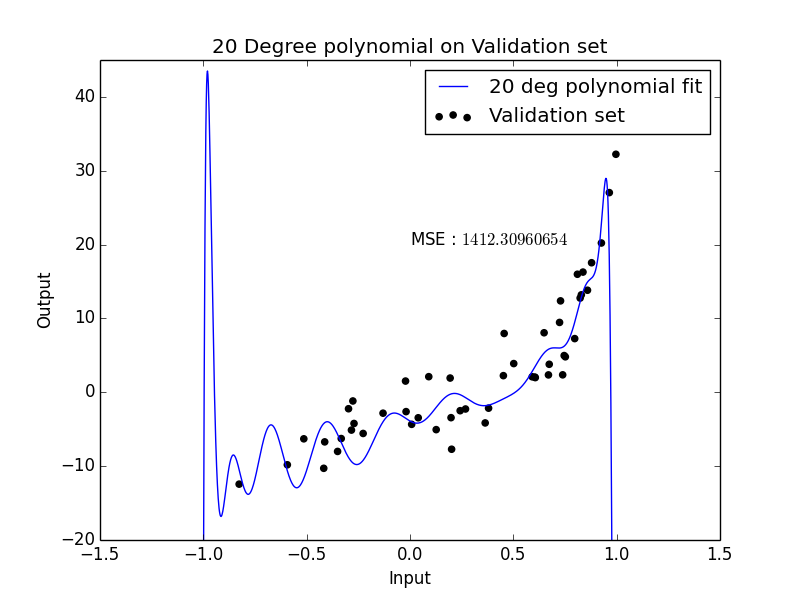 20 Degree polynomial on Validation set
20 deg polynomial fit
Validation set
MSE : 1412.30960654
Output
40
30
20
10
0
−10
−20
−1.5 −1.0 −0.5 0.0 0.5 1.0 1.5
Input